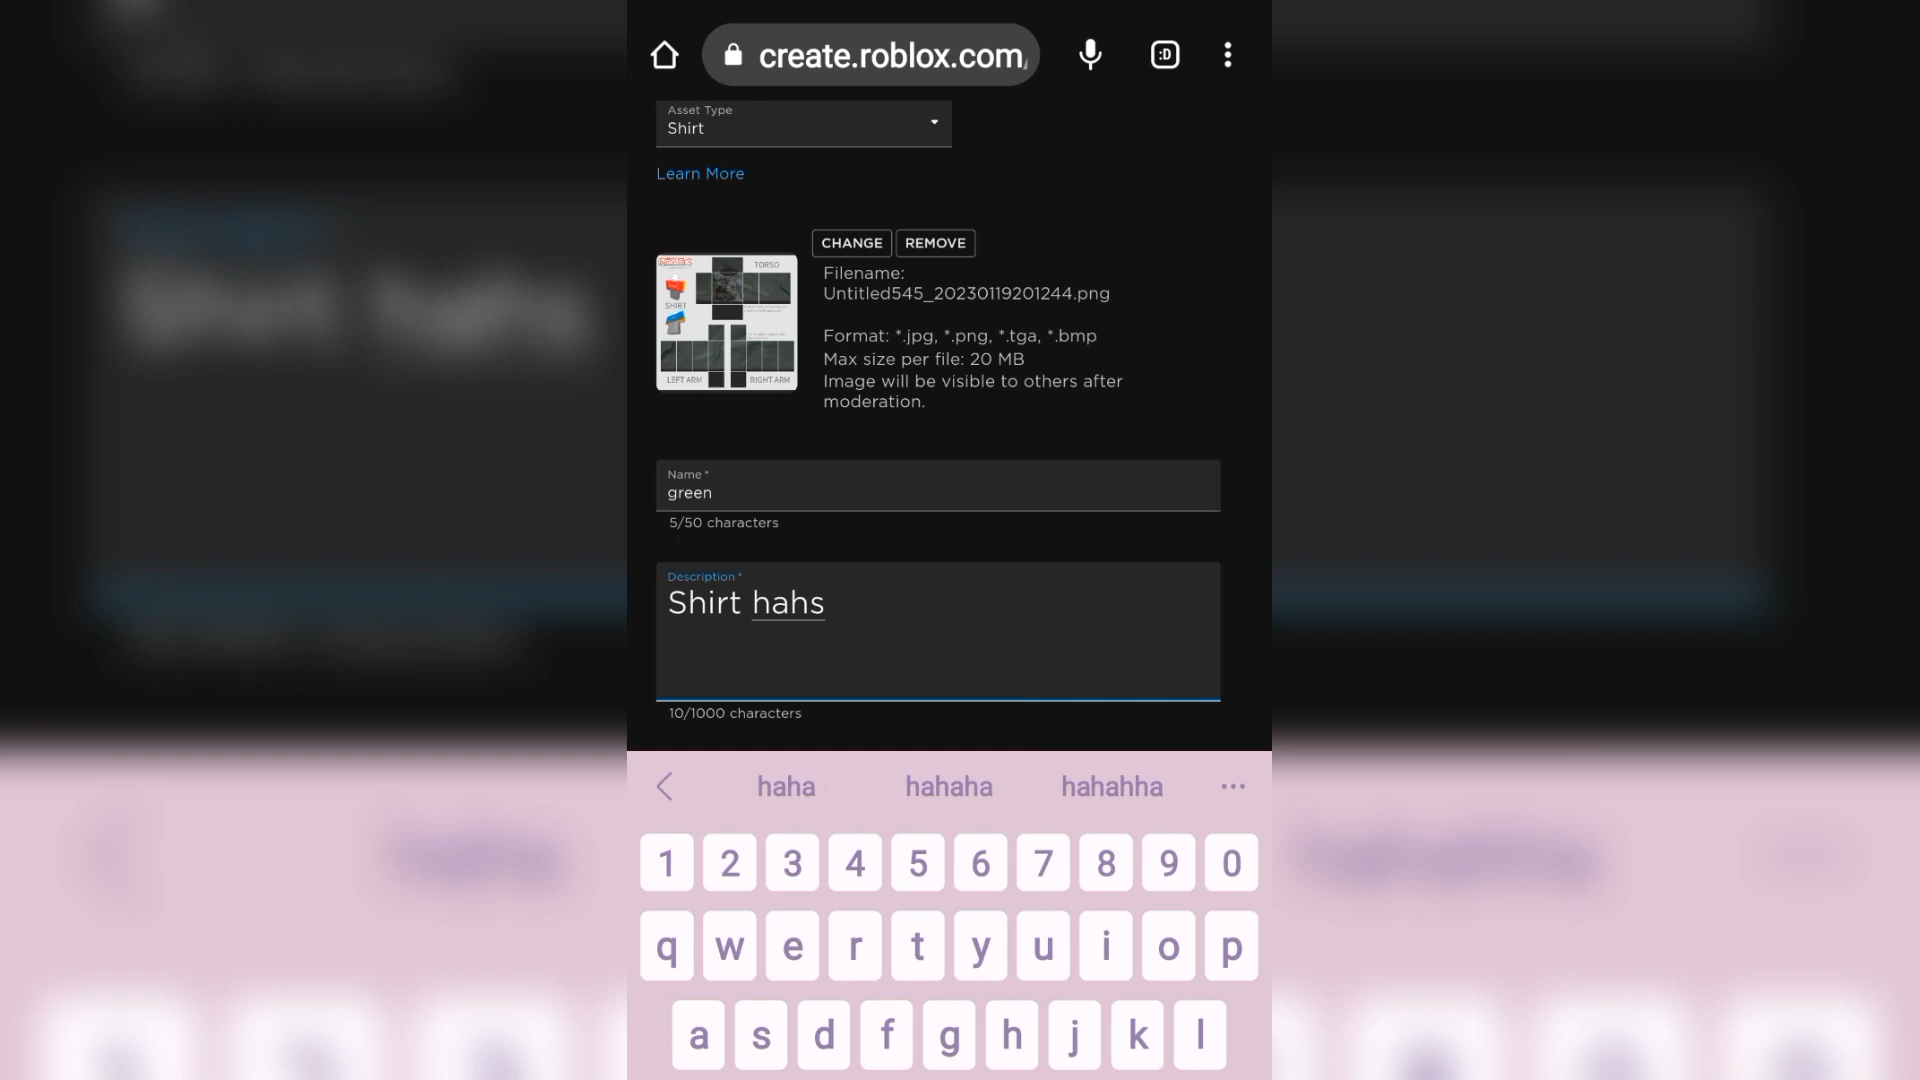 create.roblox.com
:D
Asset Type
Shirt
Learn More
CHANGE REMOVE
Filename:
Untitled545_20230119201244.png
Format: *.jpg, *.png, *.tga, *.bmp
Max size per file: 20 MB
Image will be visible to others after
moderation.
ROBLOX
TORSO
SHIRT
LEFT ARM
RIGHT ARM
Name*
green
5/50 characters
Description*
Shirt hahs
10/1000 characters
haha hahaha hahahha ...
1 2 3 4 5 6 7 8 9 0
q w e r t y u i o p
a s d f g h j k l